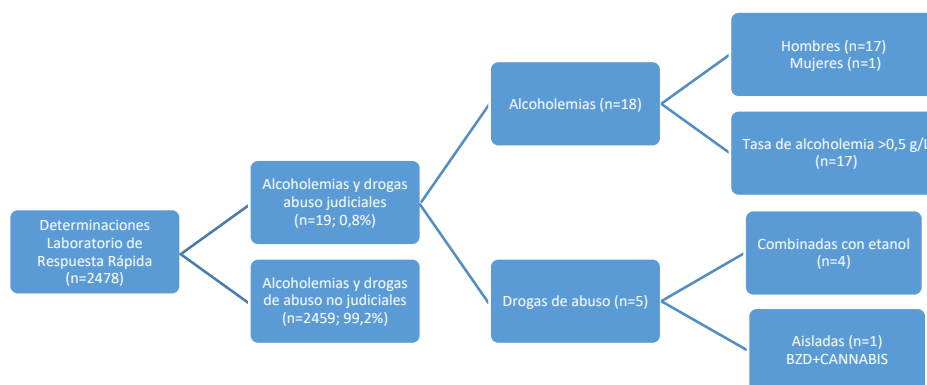 Determinaciones
Laboratorio de
Respuesta Rápida
(n=2478)
Alcoholemias y drogas
abuso judiciales
(n=19; 0,8%)
Alcoholemias y drogas
de abuso no judiciales
(n=2459; 99,2%)
Alcoholemias (n=18)
Drogas de abuso (n=5)
Hombres (n=17)
Mujeres (n=1)
Tasa de alcoholemia >0,5 g/L
(n=17)
Combinadas con etanol
(n=4)
Aisladas (n=1)
BZD+CANNABIS